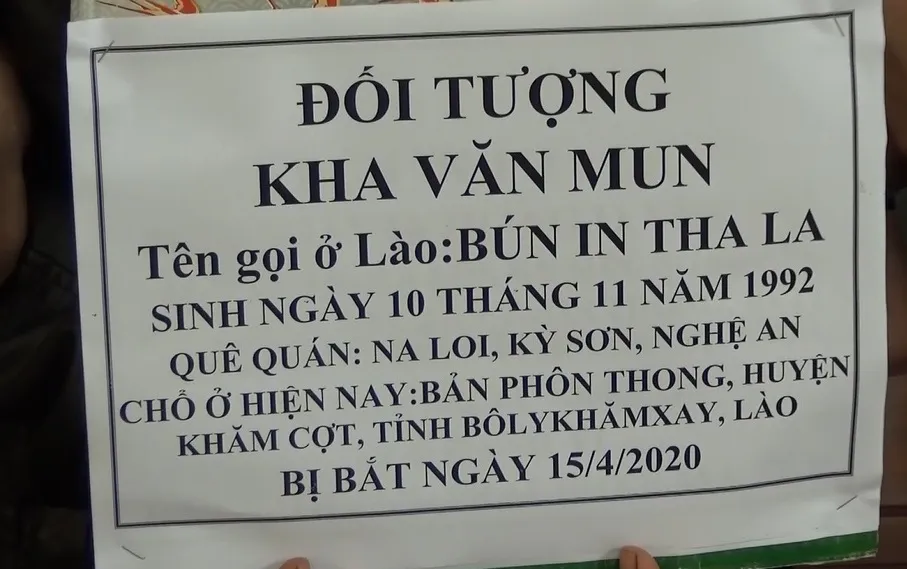 ĐỐI TƯỢNG
KHA VĂN MUN
Tên gọi ở Lào:BÚN IN THA LA
SINH NGÀY 10 THÁNG 11 NĂM 1992
QUÊ QUÁN: NA LOI, KỲ SƠN, NGHỆ AN
CHỖ Ở HIỆN NAY:BẢN PHÔN THONG, HUYỆN
KHĂM CỢT, TỈNH BÔLYKHĂMXAY, LÀO
BỊ BẮT NGÀY 15/4/2020